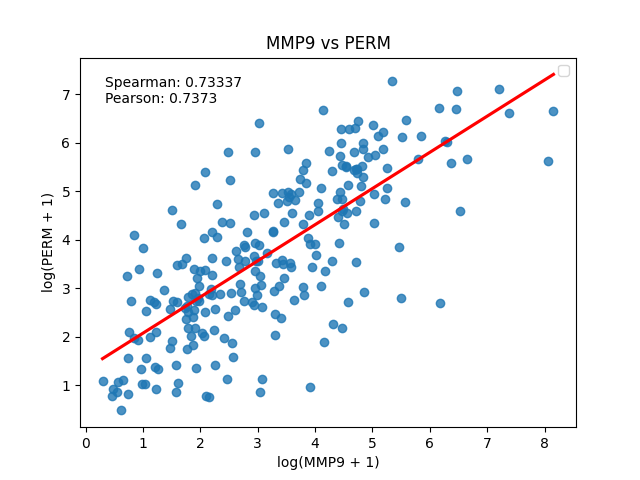 MMP9 vs PERM
Spearman: 0.73337
Pearson: 0.7373
log(PERM + 1)
7
6
5
4
3
2
1
0 1 2 3 4 5 6 7 8
log(MMP9 + 1)